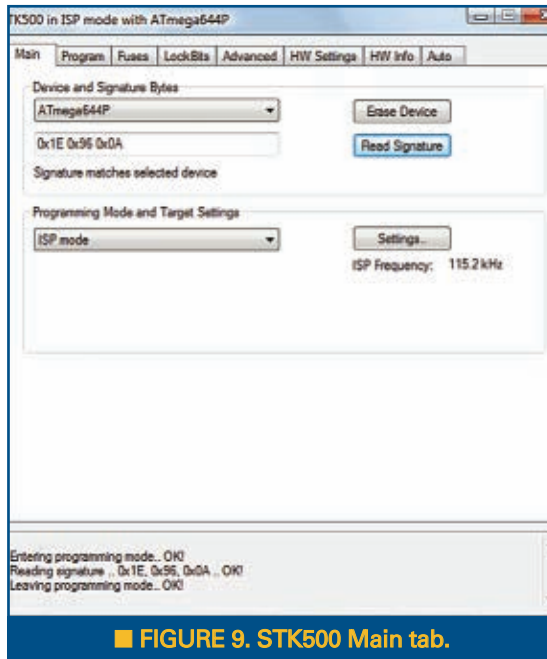 TK500 in ISP mode with ATmega644P
Main Program Fuses LockBits Advanced HW Settings HW Info Auto
Device and Signature Bytes
ATmega644P Erase Device
0x1E 0x96 0x0A Read Signature
Signature matches selected device
Programming Mode and Target Settings
ISP mode Settings..
ISP Frequency: 115.2 kHz
Entering programming mode.. OK!
Reading signature .. 0x1E, 0x96, 0x0A .. OK!
Leaving programming mode.. OK!
■ FIGURE 9. STK500 Main tab.